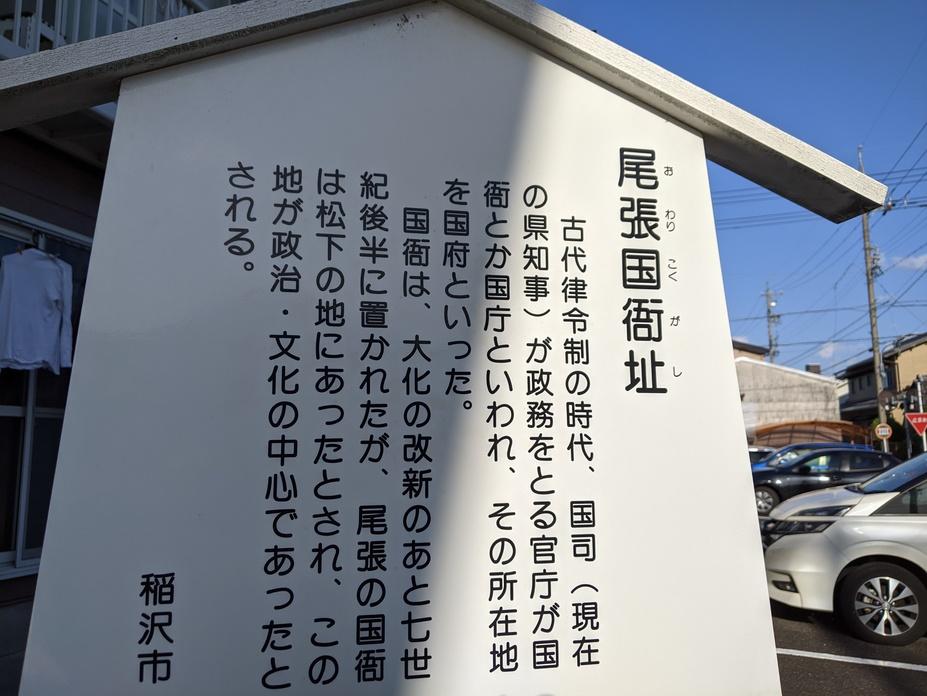 尾張国衙址
おわりこくがし
古代律令制の時代、国司（現在
の県知事）が政務をとる官庁が国
衙とか国庁といわれ、その所在地
を国府といった。
国衙は、大化の改新のあと七世
紀後半に置かれたが、尾張の国衙
は松下の地にあったとされ、この
地が政治・文化の中心であったと
される。
稲沢市